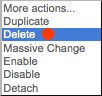 More actions...
Duplicate
Delete
Massive Change
Enable
Disable
Detach